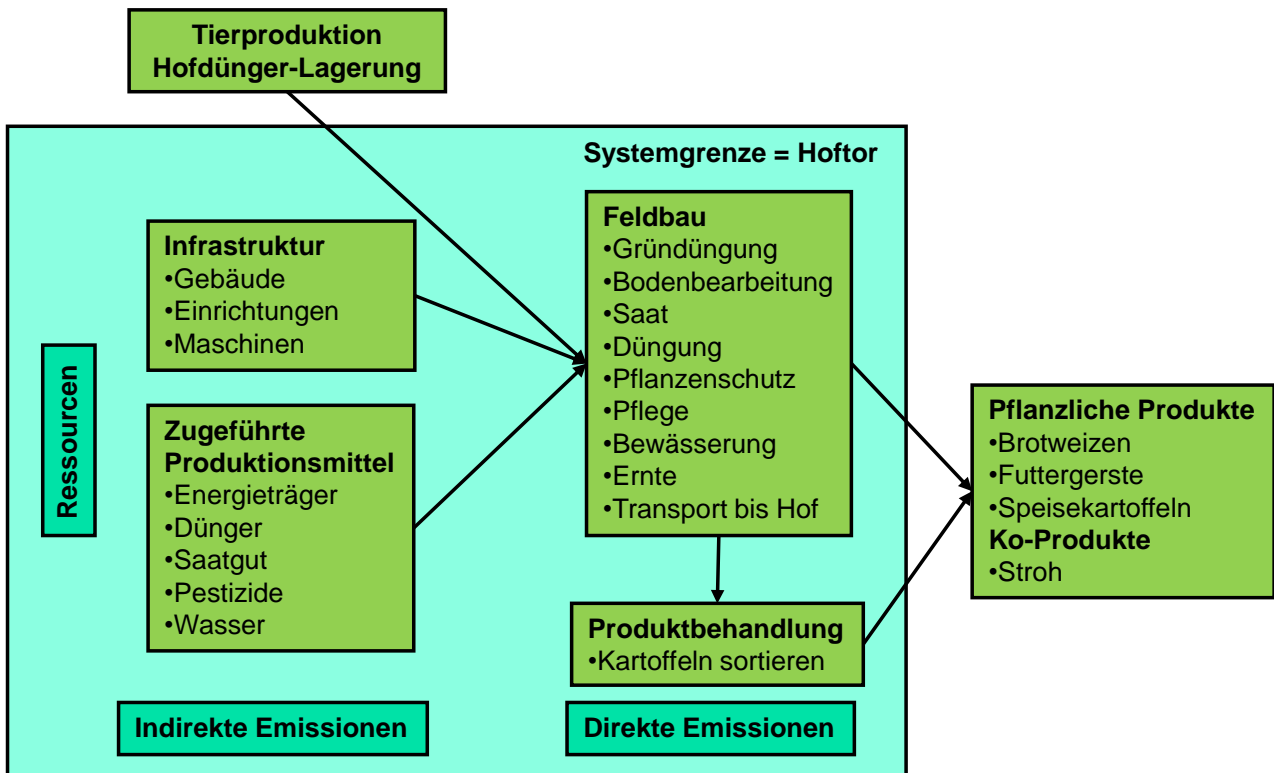 Tierproduktion
Hofdünger-Lagerung
Systemgrenze = Hoftor
Ressourcen
Infrastruktur
•Gebäude
•Einrichtungen
•Maschinen
Zugeführte
Produktionsmittel
•Energieträger
•Dünger
•Saatgut
•Pestizide
•Wasser
Indirekte Emissionen
Feldbau
•Gründüngung
•Bodenbearbeitung
•Saat
•Düngung
•Pflanzenschutz
•Pflege
•Bewässerung
•Ernte
•Transport bis Hof
Produktbehandlung
•Kartoffeln sortieren
Direkte Emissionen
Pflanzliche Produkte
•Brotweizen
•Futtergerste
•Speisekartoffeln
Ko-Produkte
•Stroh